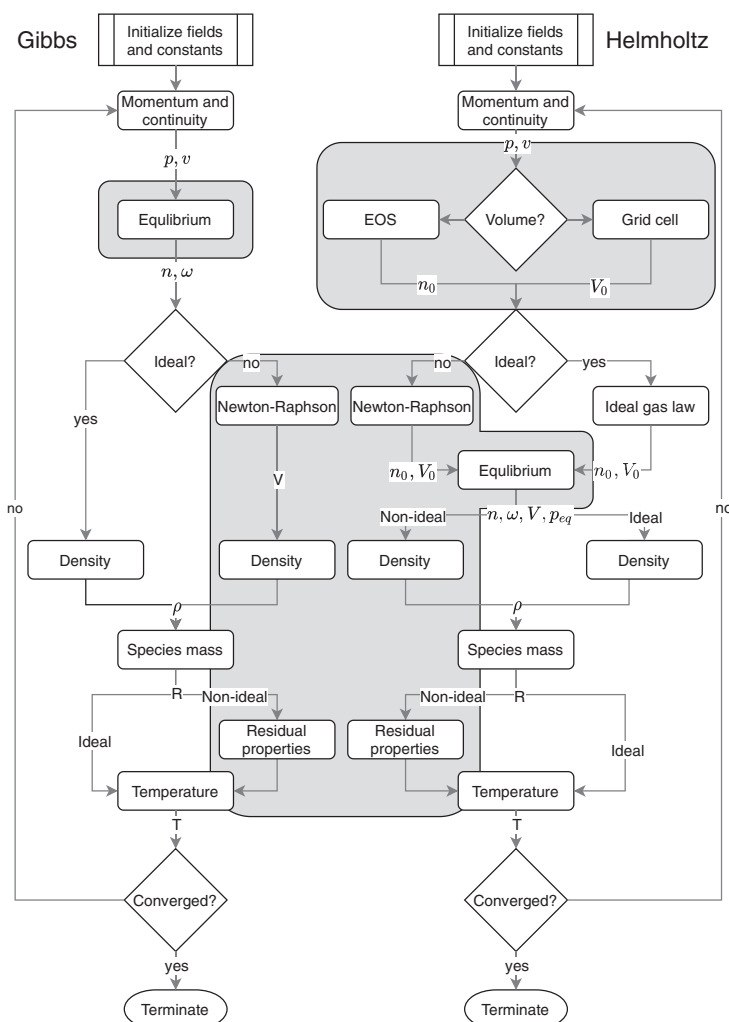 Gibbs
Initialize fields
and constants
Initialize fields
and constants
Helmholtz
Momentum and
continuity
Momentum and
continuity
p, v
p, v
Equlibrium
EOS
Volume?
Grid cell
n, ω
n₀
V₀
Ideal?
no
no
Ideal?
yes
yes
Newton-Raphson
Newton-Raphson
Ideal gas law
V
n₀, V₀
Equlibrium
n₀, V₀
no
no
Non-ideal
n, ω, V, p_eq
Ideal
Density
Density
Density
Density
ρ
ρ
Species mass
Species mass
R
Non-ideal
Non-ideal
R
Ideal
Residual
properties
Residual
properties
Ideal
Temperature
Temperature
T
T
Converged?
Converged?
yes
yes
Terminate
Terminate